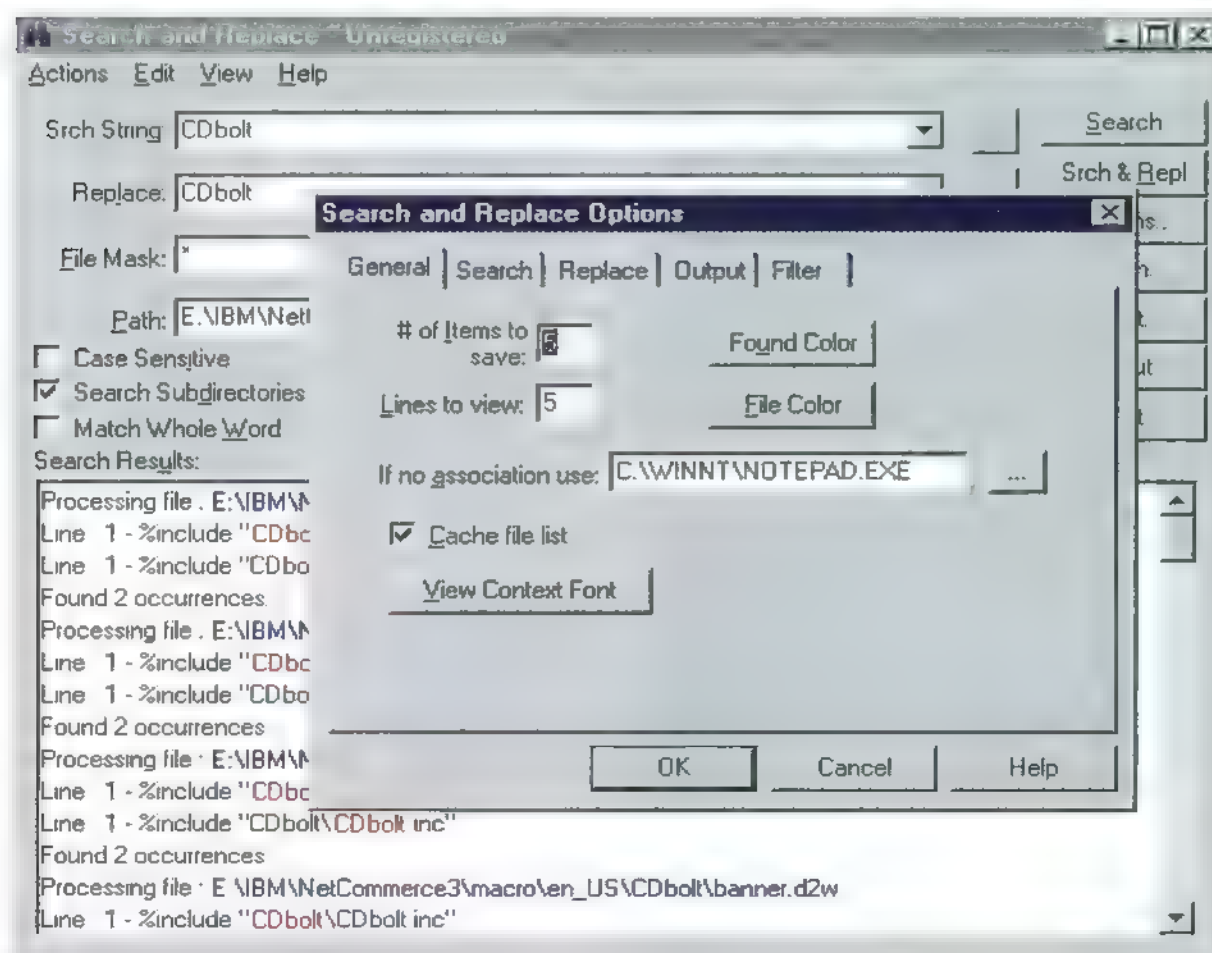 Search and Replace * Unregistered
Actions Edit View Help
Srch String CDbolt
Search
Replace: CDbolt
Srch & Repl
Search and Replace Options
File Mask: *
General Search Replace Output Filter
Path: E.\IBM\Net
# of Items to save: 5
Found Color
Case Sensitive
Search Subdirectories
Lines to view: 5
File Color
Match Whole Word
Search Results:
If no association use: C.\WINNT\NOTEPAD.EXE ...
Processing file . E:\IBM\N
Line 1 - %include "CDbo
Cache file list
Line 1 - %include "CDbo
Found 2 occurrences
View Context Font
Processing file . E:\IBM\N
Line 1 - %include "CDbo
Line 1 - %include "CDbo
Found 2 occurrences
Processing file : E:\IBM\N
OK Cancel Help
Line 1 - %include "CDbo
Line 1 - %include "CDbolt\CDbolt inc"
Found 2 occurrences
Processing file : E \IBM\NetCommerce3\macro\en_US\CDbolt\banner.d2w
Line 1 - %include "CDbolt\CDbolt inc"